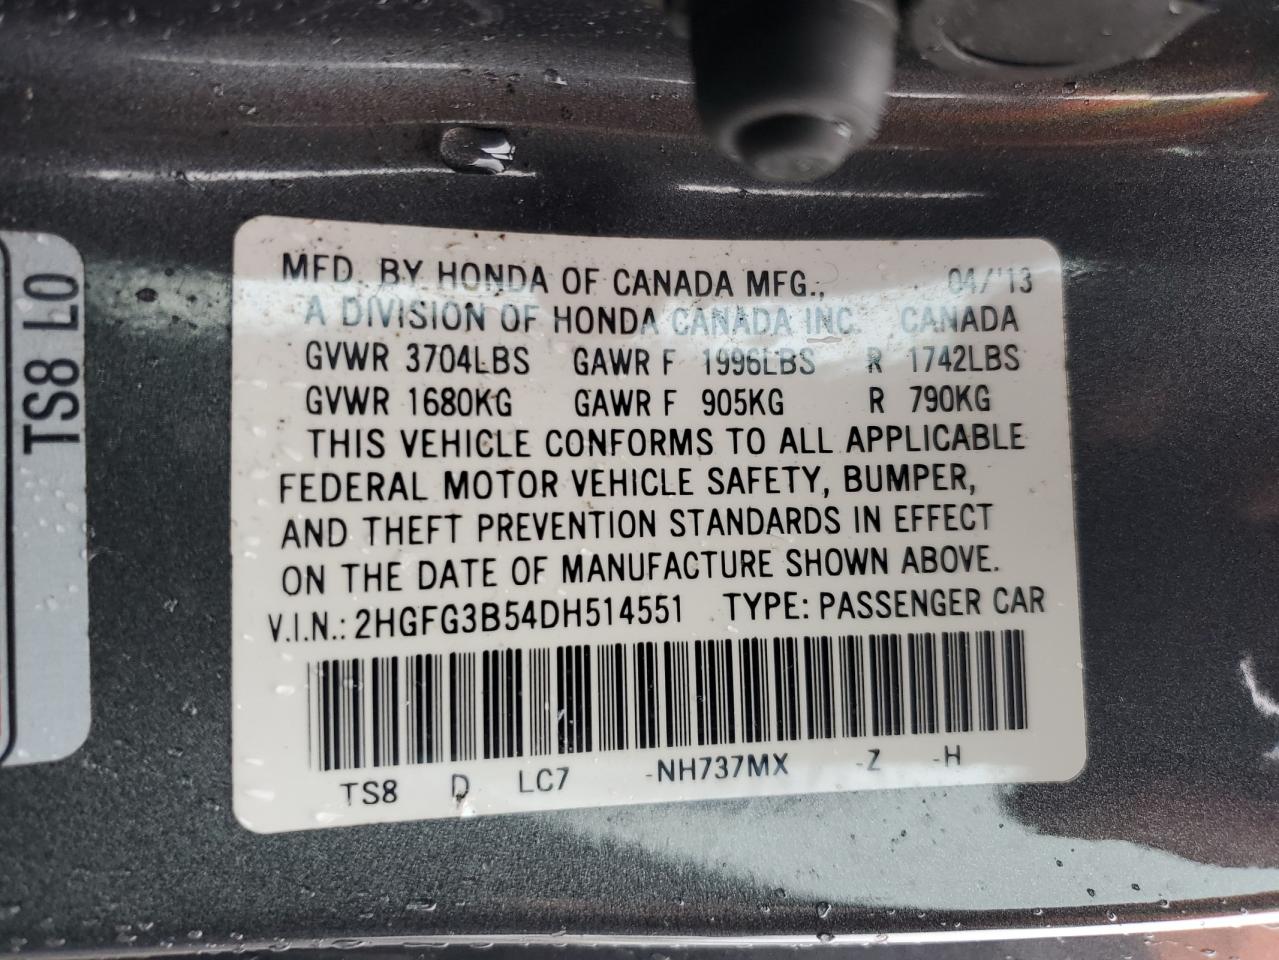 TS8 L0
MFD. BY HONDA OF CANADA MFG., 04/'13
A DIVISION OF HONDA CANADA INC. CANADA
GVWR 3704LBS GAWR F 1996LBS R 1742LBS
GVWR 1680KG GAWR F 905KG R 790KG
THIS VEHICLE CONFORMS TO ALL APPLICABLE
FEDERAL MOTOR VEHICLE SAFETY, BUMPER,
AND THEFT PREVENTION STANDARDS IN EFFECT
ON THE DATE OF MANUFACTURE SHOWN ABOVE.
V.I.N.: 2HGFG3B54DH514551 TYPE: PASSENGER CAR
TS8 D LC7 -NH737MX -Z -H